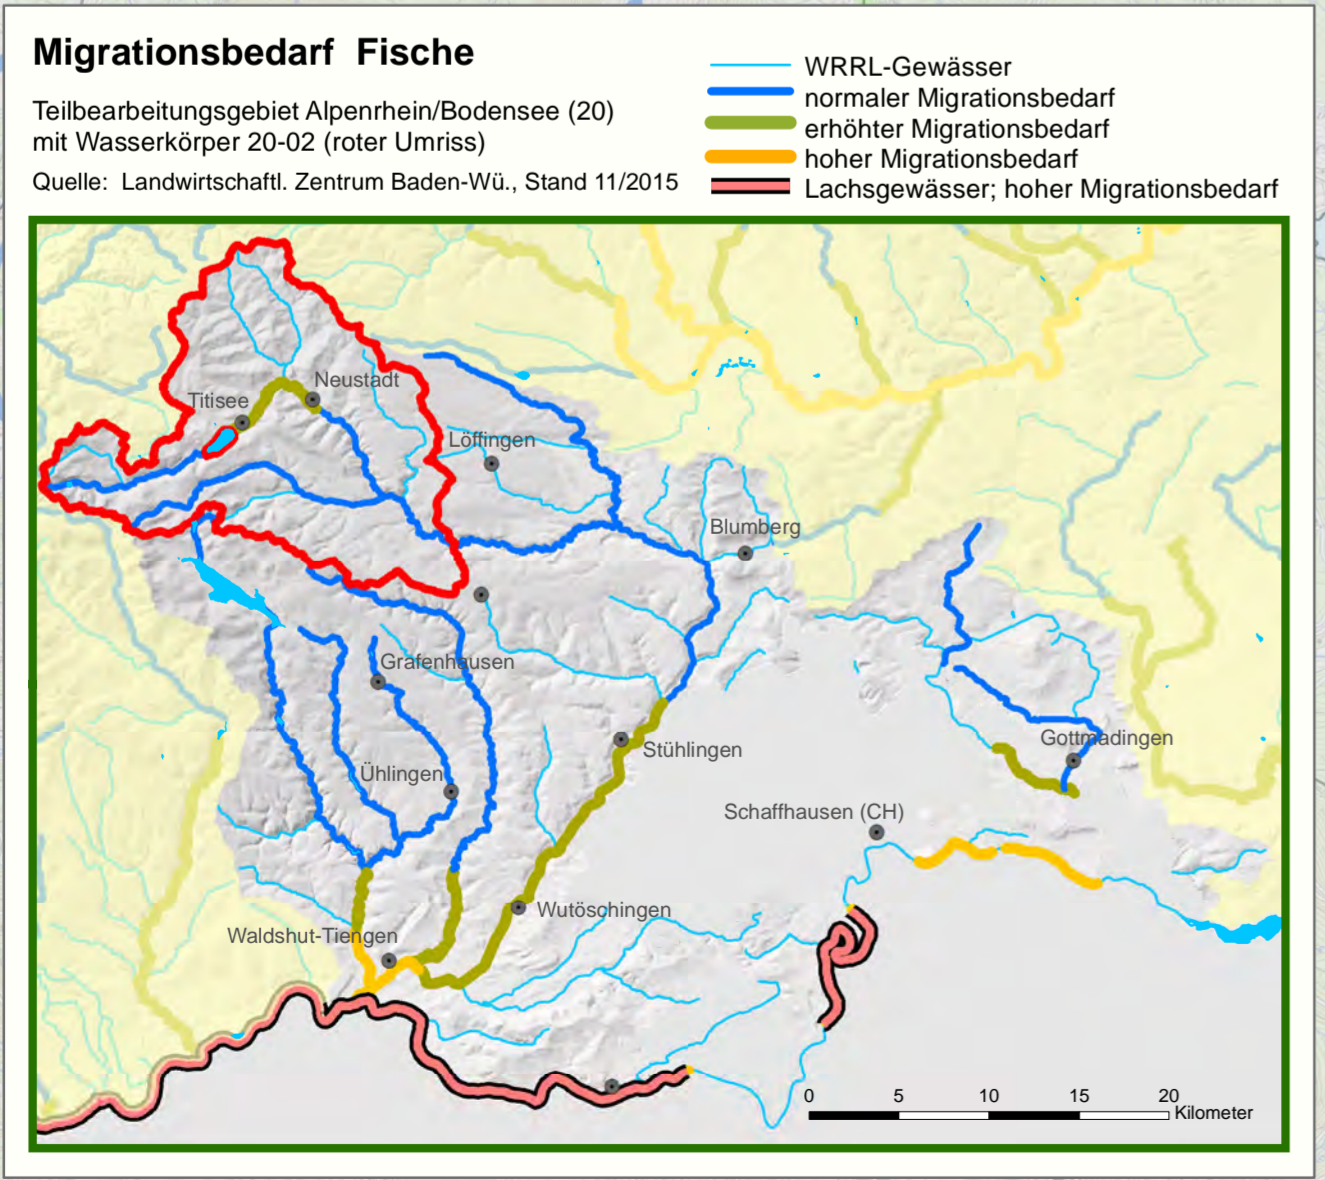 Migrationsbedarf Fische
Teilbearbeitungsgebiet Alpenrhein/Bodensee (20)
mit Wasserkörper 20-02 (roter Umriss)
Quelle: Landwirtschaftl. Zentrum Baden-Wü., Stand 11/2015
WRRL-Gewässer
normaler Migrationsbedarf
erhöhter Migrationsbedarf
hoher Migrationsbedarf
Lachsgewässer; hoher Migrationsbedarf
Neustadt
Titisee
Löffingen
Blumberg
Grafenhausen
Gottmadingen
Stühlingen
Ühlingen
Schaffhausen (CH)
Wutöschingen
Waldshut-Tiengen
0 5 10 15 20
Kilometer